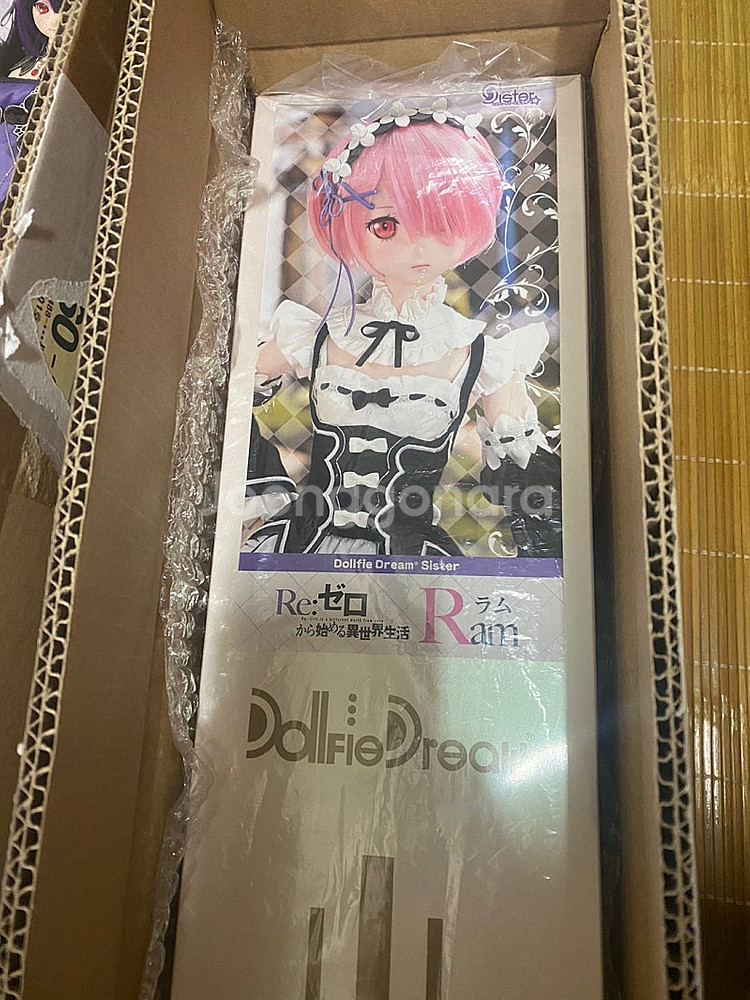 Sister
Joonggonara
Dollfie Dream® Sister
Re:ゼロ
Re: Life in a different world from zero
から始める異世界生活
ラム
Ram
DollfieDream®